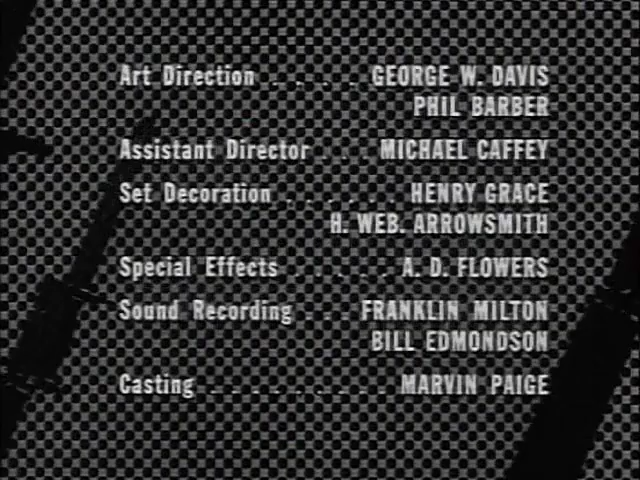 Art Direction . . . . . GEORGE W. DAVIS
PHIL BARBER
Assistant Director . . . MICHAEL CAFFEY
Set Decoration . . . . . . HENRY GRACE
H. WEB. ARROWSMITH
Special Effects . . . . . A. D. FLOWERS
Sound Recording . . . FRANKLIN MILTON
BILL EDMONDSON
Casting . . . . . . . . . MARVIN PAIGE